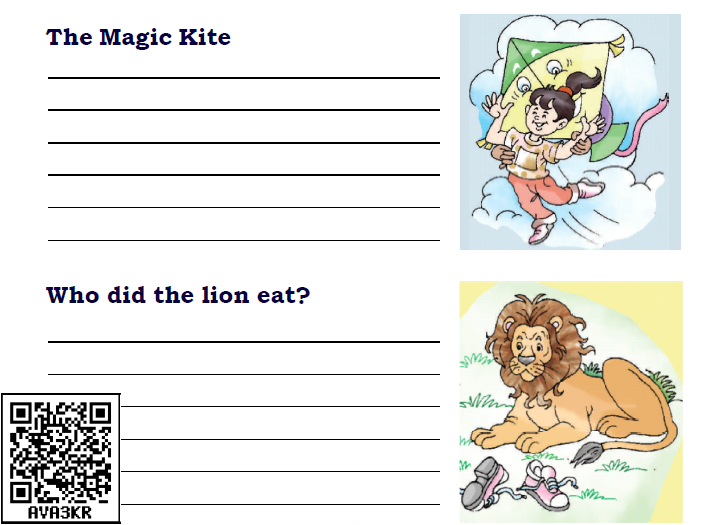 The Magic Kite
Who did the lion eat?
AVA3KR